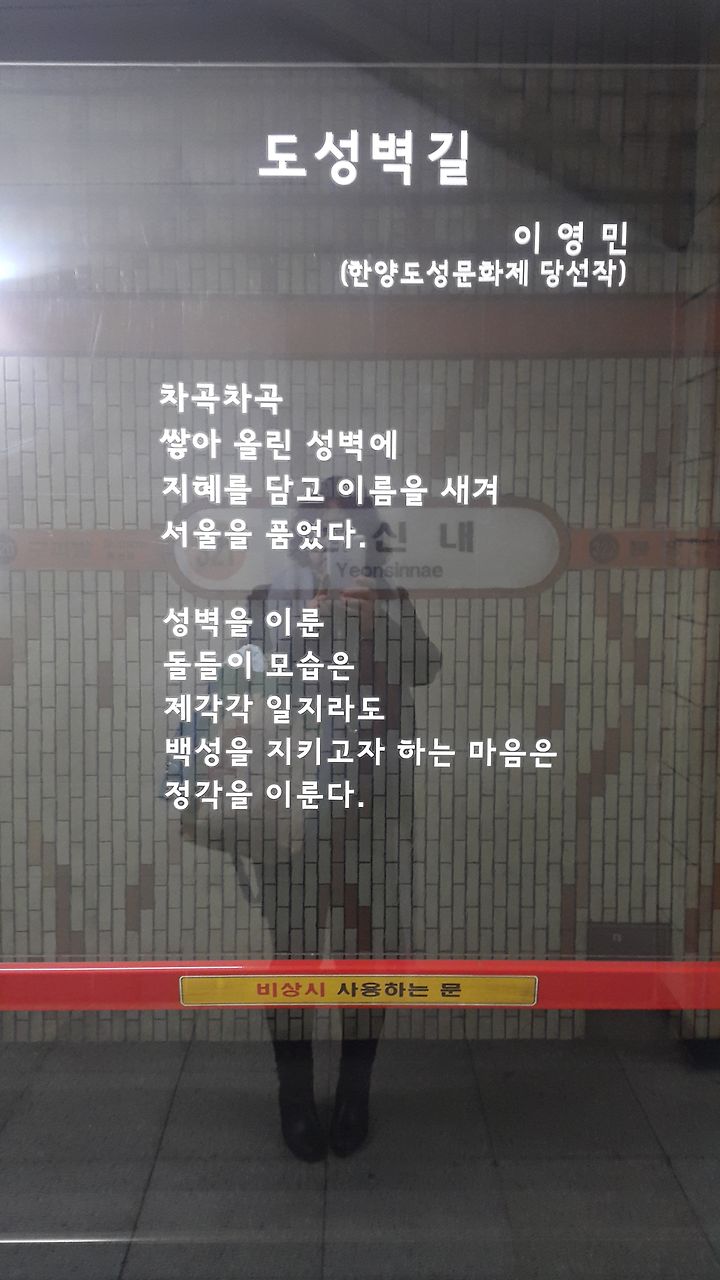 도성벽길
이영민
(한양도성문화제 당선작)
차곡차곡
쌓아 올린 성벽에
지혜를 담고 이름을 새겨
서울을 품었다.
321 신내
Yeonsinnae
성벽을 이룬
돌들이 모습은
제각각 일지라도
백성을 지키고자 하는 마음은
정각을 이룬다.
비상시 사용하는 문